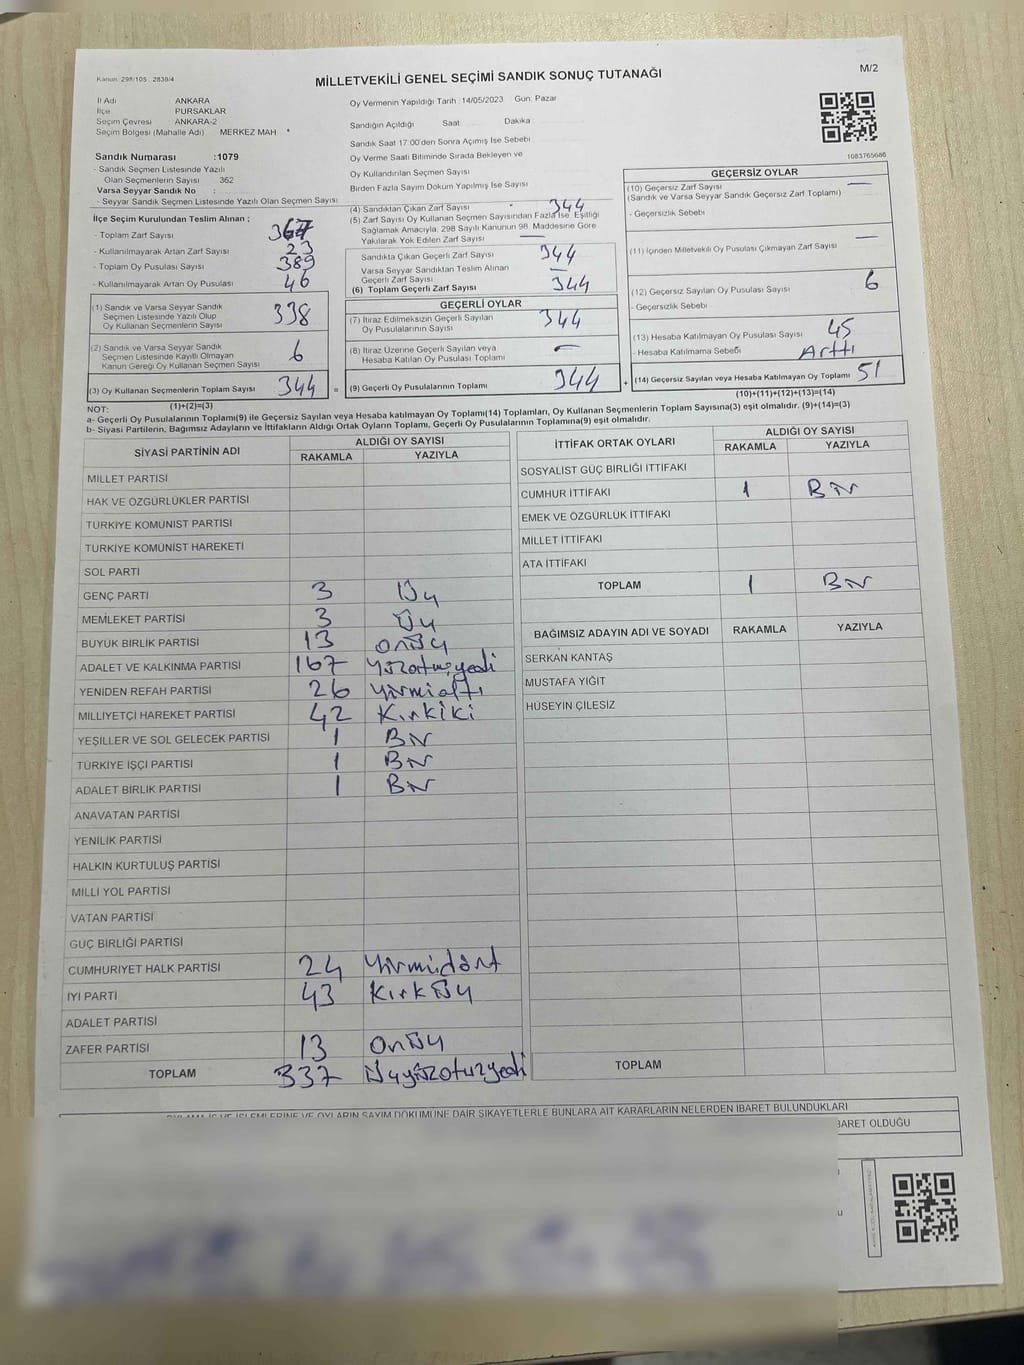 Kanun: 298/105 : 2839/4
MİLLETVEKİLİ GENEL SEÇİMİ SANDIK SONUÇ TUTANAĞI
M/2
İl Adı : ANKARA
İlçe : PURSAKLAR
Seçim Çevresi : ANKARA-2
Seçim Bölgesi (Mahalle Adı) MERKEZ MAH
Oy Vermenin Yapıldığı Tarih : 14/05/2023 Gün: Pazar
Sandığın Açıldığı Saat Dakika
Sandık Saat 17:00'den Sonra Açılmış İse Sebebi
Oy Verme Saati Bitiminde Sırada Bekleyen ve
Oy Kullandırılan Seçmen Sayısı
Birden Fazla Sayım Döküm Yapılmış İse Sayısı
1083765686
Sandık Numarası :1079
- Sandık Seçmen Listesinde Yazılı
Olan Seçmenlerin Sayısı 362
Varsa Seyyar Sandık No :
- Seyyar Sandık Seçmen Listesinde Yazılı Olan Seçmen Sayısı
İlçe Seçim Kurulundan Teslim Alınan ;
- Toplam Zarf Sayısı 367
- Kullanılmayarak Artan Zarf Sayısı 23
- Toplam Oy Pusulası Sayısı 389
- Kullanılmayarak Artan Oy Pusulası 46
(1) Sandık ve Varsa Seyyar Sandık
Seçmen Listesinde Yazılı Olup
Oy Kullanan Seçmenlerin Sayısı 338
(2) Sandık ve Varsa Seyyar Sandık
Seçmen Listesinde Kayıtlı Olmayan
Kanun Gereği Oy Kullanan Seçmen Sayısı 6
(3) Oy Kullanan Seçmenlerin Toplam Sayısı 344 =
(1)+(2)=(3)
(4) Sandıktan Çıkan Zarf Sayısı 344
(5) Zarf Sayısı Oy Kullanan Seçmen Sayısından Fazla İse, Eşitliği
Sağlamak Amacıyla, 298 Sayılı Kanunun 98. Maddesine Göre
Yakılarak Yok Edilen Zarf Sayısı —
Sandıkta Çıkan Geçerli Zarf Sayısı 344
Varsa Seyyar Sandıktan Teslim Alınan
Geçerli Zarf Sayısı —
(6) Toplam Geçerli Zarf Sayısı 344
GEÇERLİ OYLAR
(7) İtiraz Edilmeksizin Geçerli Sayılan
Oy Pusulalarının Sayısı 344
(8) İtiraz Üzerine Geçerli Sayılan veya
Hesaba Katılan Oy Pusulası Toplamı —
(9) Geçerli Oy Pusulalarının Toplamı 344 +
GEÇERSİZ OYLAR
(10) Geçersiz Zarf Sayısı —
(Sandık ve Varsa Seyyar Sandık Geçersiz Zarf Toplamı)
- Geçersizlik Sebebi
(11) İçinden Milletvekili Oy Pusulası Çıkmayan Zarf Sayısı —
(12) Geçersiz Sayılan Oy Pusulası Sayısı 6
- Geçersizlik Sebebi
(13) Hesaba Katılmayan Oy Pusulası Sayısı 45
- Hesaba Katılmama Sebebi Arttı
(14) Geçersiz Sayılan veya Hesaba Katılmayan Oy Toplamı 51
(10)+(11)+(12)+(13)=(14)
NOT:
a- Geçerli Oy Pusulalarının Toplamı(9) ile Geçersiz Sayılan veya Hesaba katılmayan Oy Toplamı(14) Toplamları, Oy Kullanan Seçmenlerin Toplam Sayısına(3) eşit olmalıdır. (9)+(14)=(3)
b- Siyasi Partilerin, Bağımsız Adayların ve İttifakların Aldığı Ortak Oyların Toplamı, Geçerli Oy Pusulalarının Toplamına(9) eşit olmalıdır.
SİYASİ PARTİNİN ADI
ALDIĞI OY SAYISI
RAKAMLA YAZIYLA
MİLLET PARTİSİ
HAK VE ÖZGÜRLÜKLER PARTİSİ
TÜRKİYE KOMÜNİST PARTİSİ
TÜRKİYE KOMÜNİST HAREKETİ
SOL PARTİ
GENÇ PARTİ 3 Üç
MEMLEKET PARTİSİ 3 Üç
BÜYÜK BİRLİK PARTİSİ 13 onüç
ADALET VE KALKINMA PARTİSİ 167 Yüzatmışyedi
YENİDEN REFAH PARTİSİ 26 Yirmialtı
MİLLİYETÇİ HAREKET PARTİSİ 42 Kırkiki
YEŞİLLER VE SOL GELECEK PARTİSİ 1 Bir
TÜRKİYE İŞÇİ PARTİSİ 1 Bir
ADALET BİRLİK PARTİSİ 1 Bir
ANAVATAN PARTİSİ
YENİLİK PARTİSİ
HALKIN KURTULUŞ PARTİSİ
MİLLİ YOL PARTİSİ
VATAN PARTİSİ
GÜÇ BİRLİĞİ PARTİSİ
CUMHURİYET HALK PARTİSİ 24 Yirmidört
İYİ PARTİ 43 Kırküç
ADALET PARTİSİ
ZAFER PARTİSİ 13 Onüç
TOPLAM 337 Üçyüzotuzyedi
İTTİFAK ORTAK OYLARI
ALDIĞI OY SAYISI
RAKAMLA YAZIYLA
SOSYALİST GÜÇ BİRLİĞİ İTTİFAKI
CUMHUR İTTİFAKI 1 Bir
EMEK VE ÖZGÜRLÜK İTTİFAKI
MİLLET İTTİFAKI
ATA İTTİFAKI
TOPLAM 1 Bir
BAĞIMSIZ ADAYIN ADI VE SOYADI RAKAMLA YAZIYLA
SERKAN KANTAŞ
MUSTAFA YİĞİT
HÜSEYİN ÇİLESİZ
TOPLAM
OYLAMA İŞ VE İŞLEMLERİNE VE OYLARIN SAYIM DÖKÜMÜNE DAİR ŞİKAYETLERLE BUNLARA AİT KARARLARIN NELERDEN İBARET BULUNDUKLARI
BARET OLDUĞU